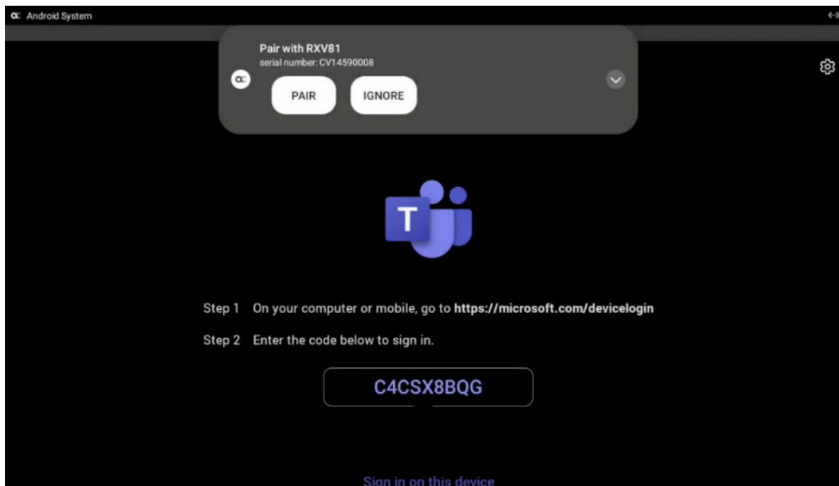 Android System
Pair with RXV81
serial number: CV14590008
PAIR IGNORE
T
Step 1 On your computer or mobile, go to https://microsoft.com/devicelogin
Step 2 Enter the code below to sign in.
C4CSX8BQG
Sign in on this device